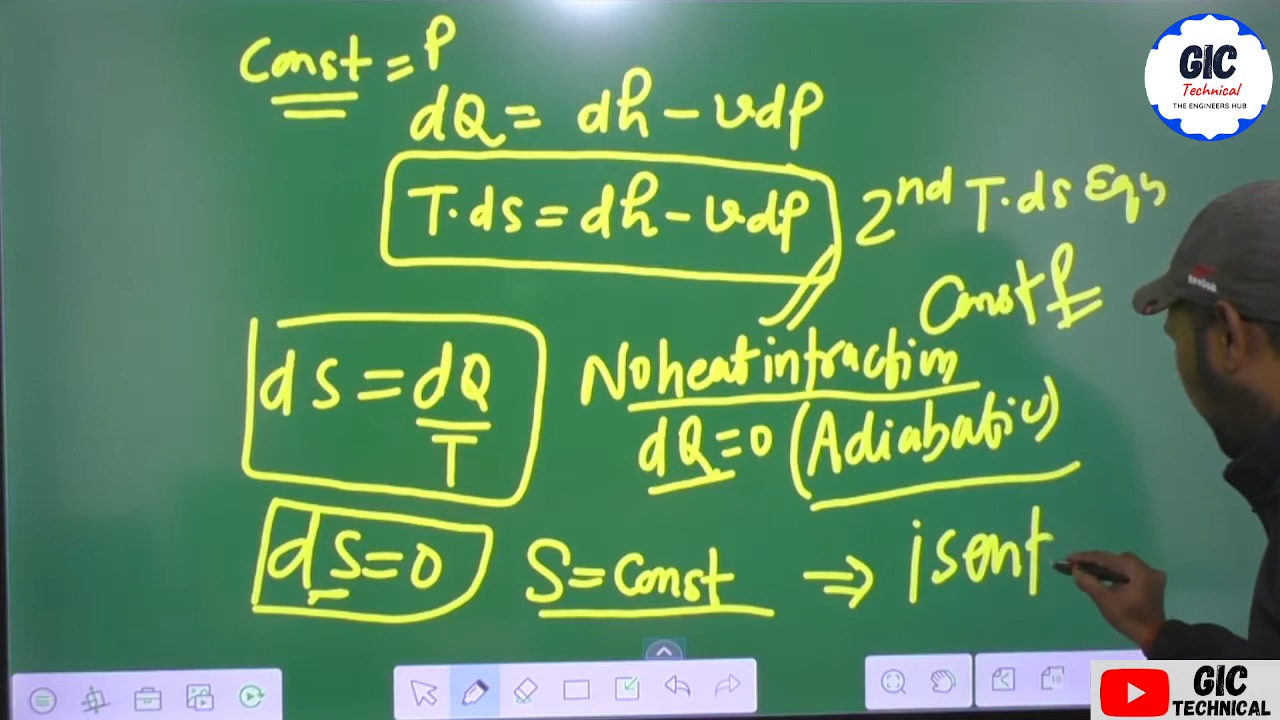 Const = P
dQ = dh - vdp
T.ds = dh - vdp
2nd T.ds Eqn
Const P
ds = dQ/T
No heat intraction
dQ = 0 (Adiabatic)
ds = 0
S = Const ⇒ isent
GIC
Technical
THE ENGINEERS HUB
GIC
TECHNICAL